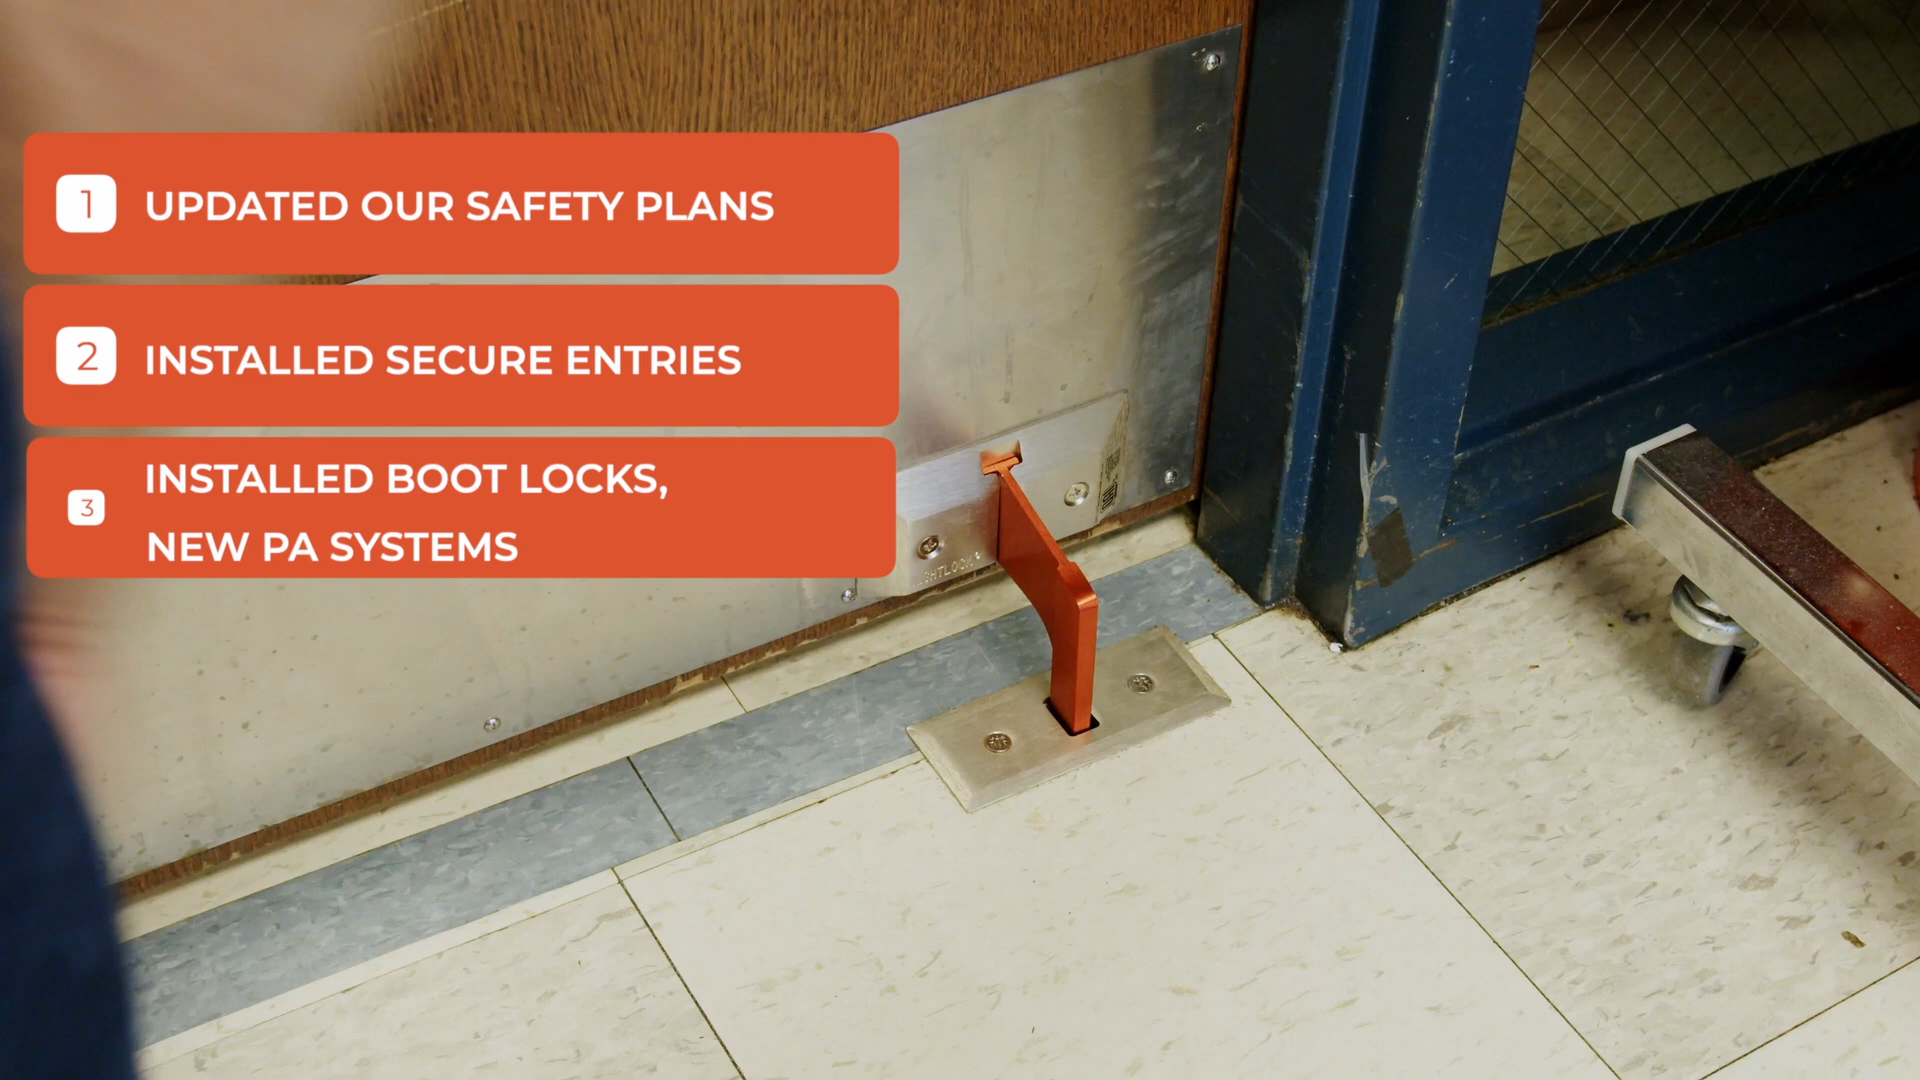 1 UPDATED OUR SAFETY PLANS
2 INSTALLED SECURE ENTRIES
3 INSTALLED BOOT LOCKS,
NEW PA SYSTEMS